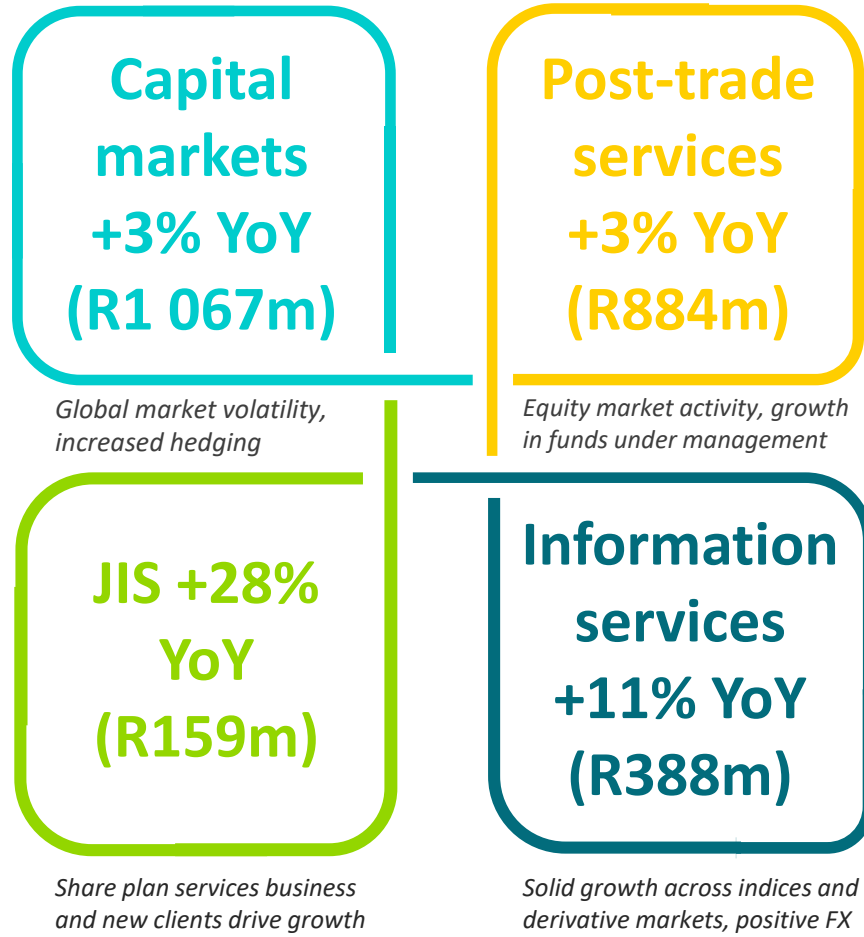 Capital
markets
+3% YoY
(R1 067m)
Global market volatility,
increased hedging
Post-trade
services
+3% YoY
(R884m)
Equity market activity, growth
in funds under management
JIS +28%
YoY
(R159m)
Share plan services business
and new clients drive growth
Information
services
+11% YoY
(R388m)
Solid growth across indices and
derivative markets, positive FX